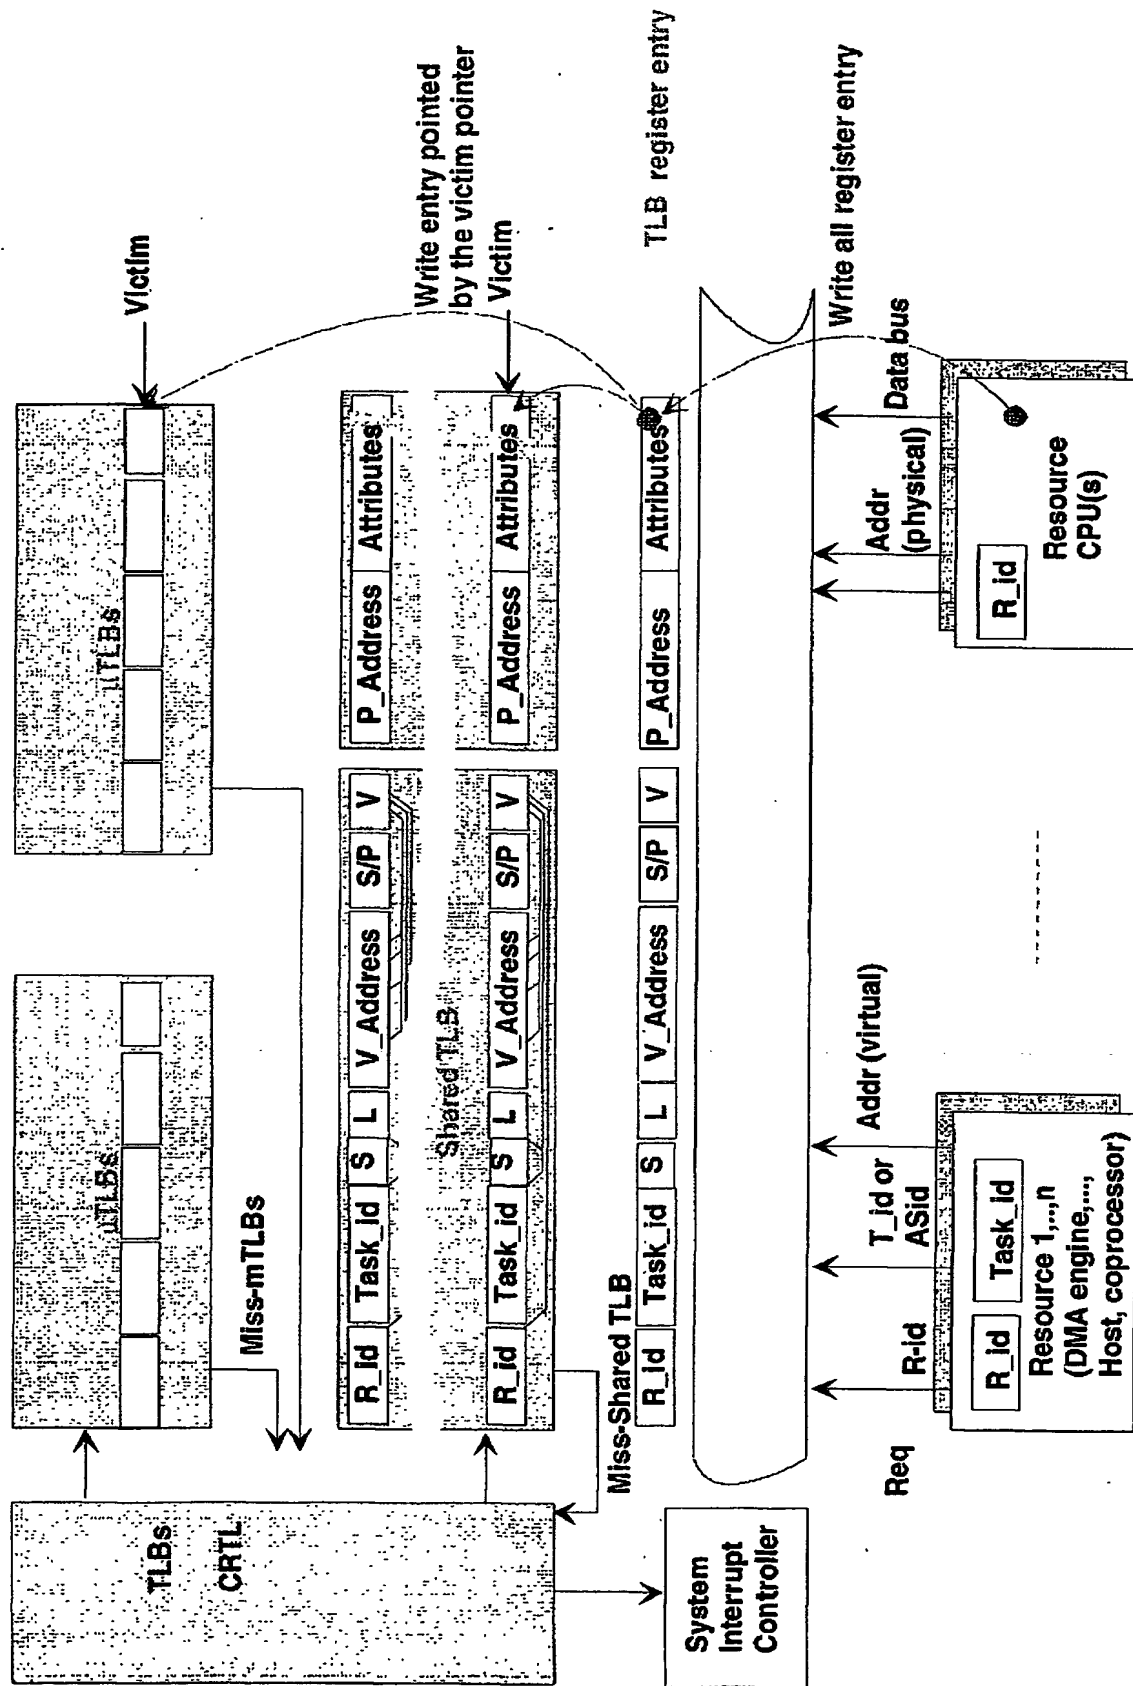 TLBs
CRTL
System
Interrupt
Controller
µTLBs
µTLBs
Victim
Miss-mTLBs
R_id Task_id S L V_Address S/P V P_Address Attributes
Shared TLB
Write entry pointed
by the victim pointer
R_id Task_id S L V_Address S/P V P_Address Attributes
Victim
Miss-Shared TLB
R_id Task_id S L V_Address S/P V P_Address Attributes
TLB register entry
Write all register entry
Req
R-id
T_id or
ASid
Addr (virtual)
Addr
(physical)
Data bus
R_id Task_id
Resource 1,..,n
(DMA engine,...,
Host, coprocessor)
R_id
Resource
CPU(s)